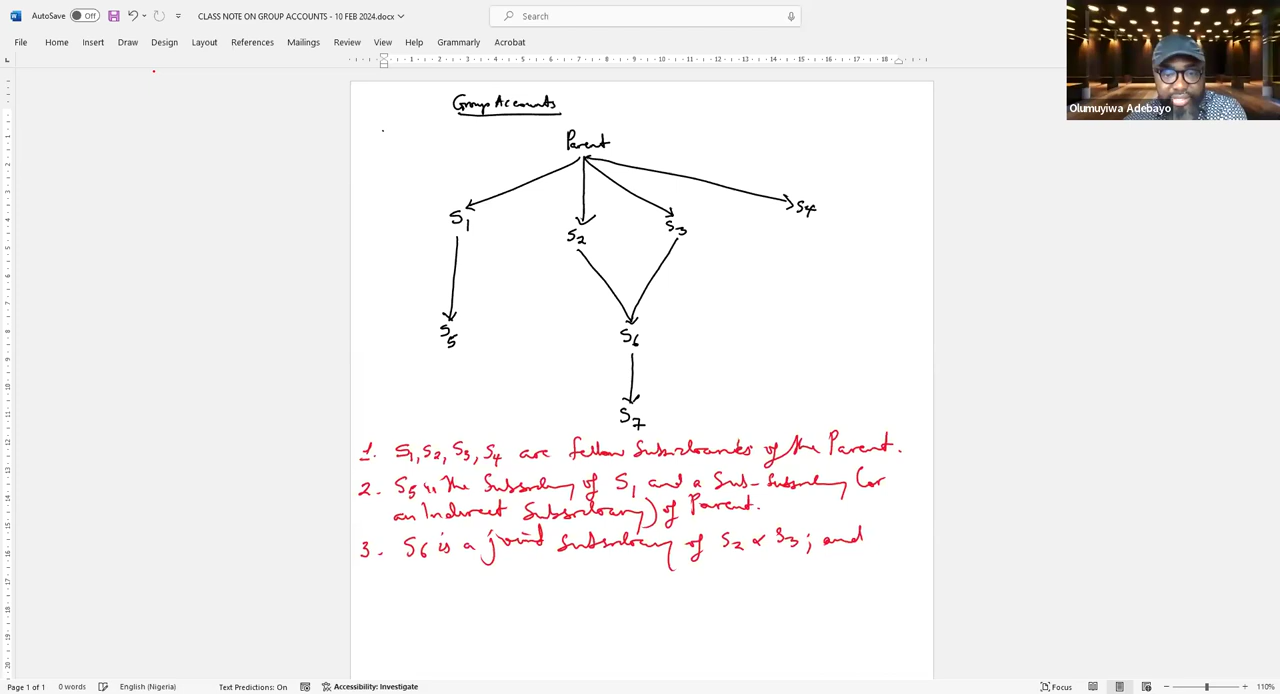 AutoSave Off CLASS NOTE ON GROUP ACCOUNTS - 10 FEB 2024.docx Search
File Home Insert Draw Design Layout References Mailings Review View Help Grammarly Acrobat
Olumuyiwa Adebayo
Group Accounts
Parent
S1 S2 S3 S4
S5 S6
S7
1. S1, S2, S3, S4 are fellow Subsidiaries of the Parent.
2. S5 is the Subsidiary of S1 and a Sub-Subsidiary (or
an Indirect Subsidiary) of Parent.
3. S6 is a joint Subsidiary of S2 & S3; and
Page 1 of 1 0 words English (Nigeria) Text Predictions: On Accessibility: Investigate Focus 110%